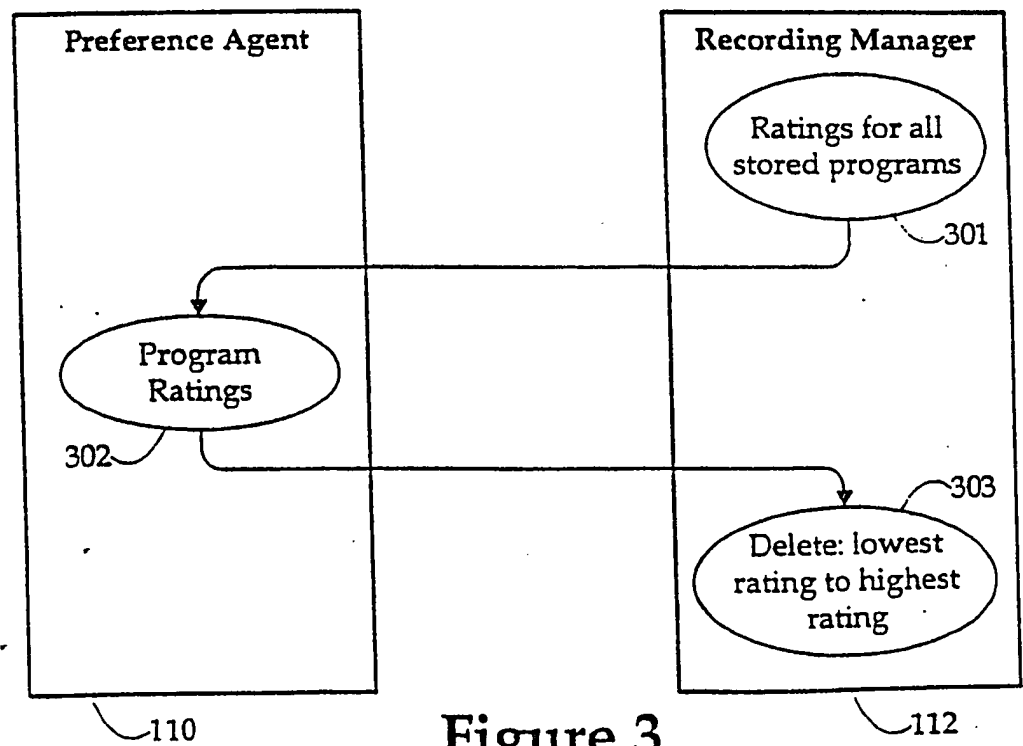 Preference Agent
Recording Manager
Ratings for all
stored programs
301
Program
Ratings
302
303
Delete: lowest
rating to highest
rating
110
112
Figure 3